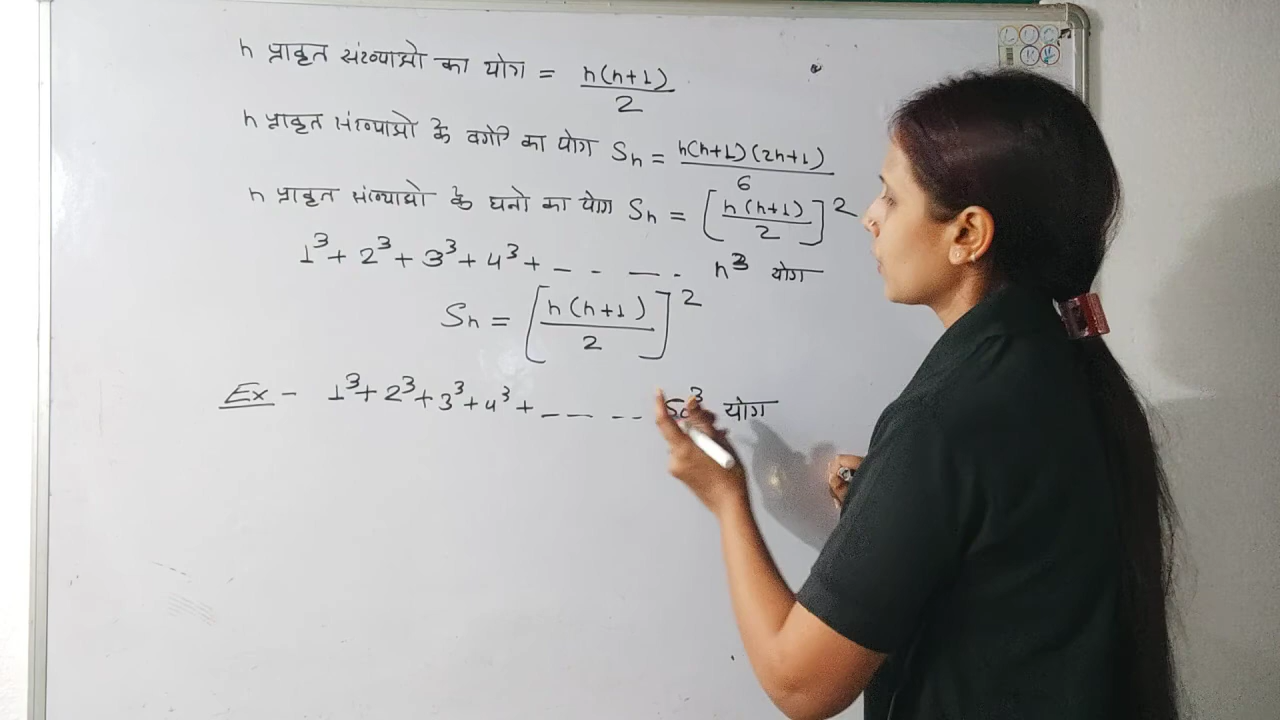 n प्राकृत संख्याओ का योग = n(n+1)/2
n प्राकृत संख्याओ के वर्गो का योग Sn = n(n+1)(2n+1)/6
n प्राकृत संख्याओ के घनो का योग Sn = [n(n+1)/2]²
1³+2³+3³+4³+ _ _ _ _ . n³ योग
Sn = [n(n+1)/2]²
Ex - 1³+2³+3³+4³+ _ _ _ _ ³ योग